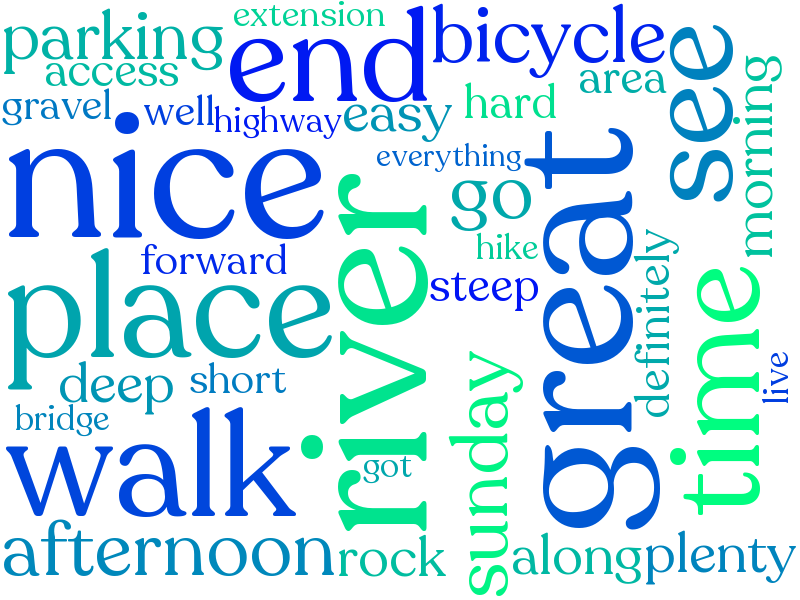 extension
parking
end
bicycle
see
access
area
morning
gravel
well
highway
easy
hard
nice
everything
great
go
river
hike
forward
steep
definitely
place
time
deep
short
sunday
live
bridge
walk
got
afternoon
rock
along
plenty